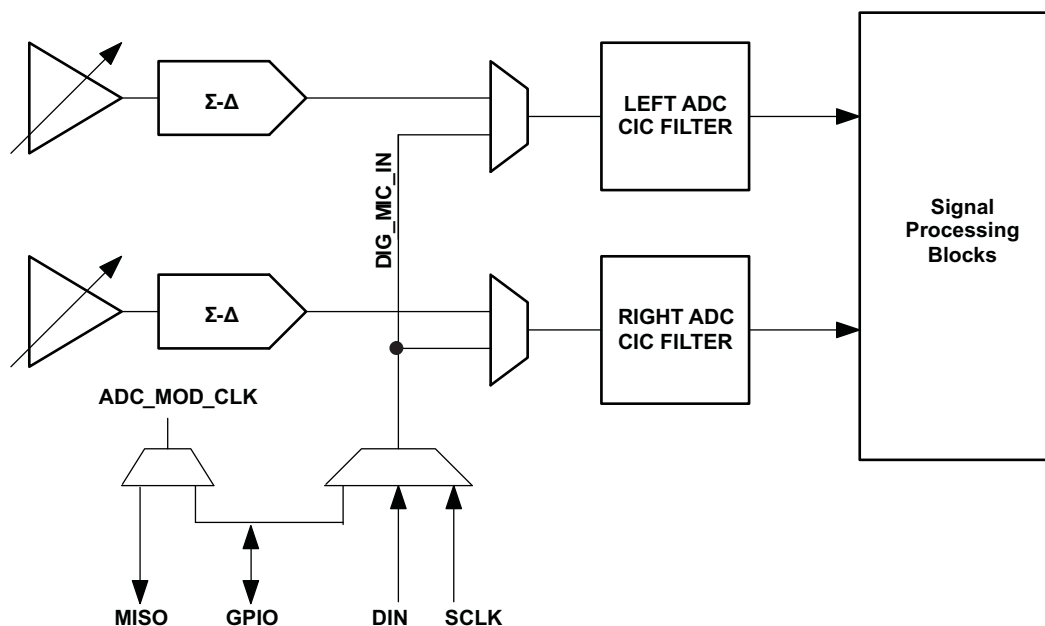 Σ-Δ
LEFT ADC
CIC FILTER
DIG_MIC_IN
Signal
Processing
Blocks
Σ-Δ
RIGHT ADC
CIC FILTER
ADC_MOD_CLK
MISO
GPIO
DIN
SCLK